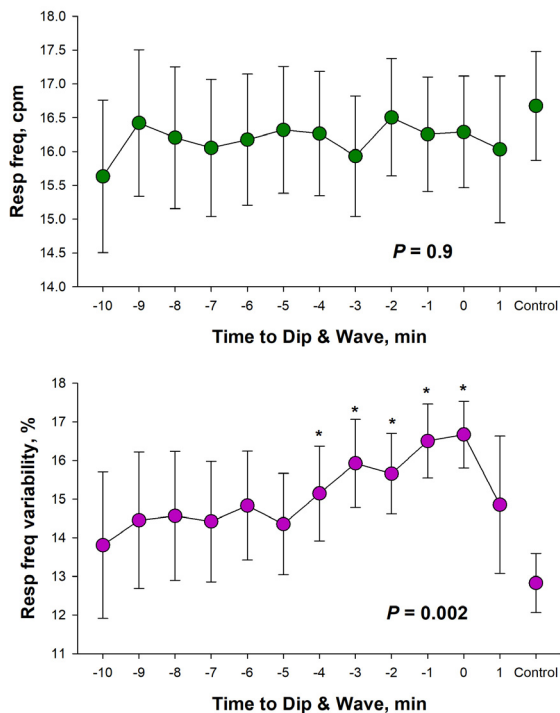 Resp freq, cpm
18.0
17.5
17.0
16.5
16.0
15.5
15.0
14.5
14.0
P = 0.9
-10 -9 -8 -7 -6 -5 -4 -3 -2 -1 0 1 Control
Time to Dip & Wave, min
Resp freq variability, %
18
17
16
15
14
13
12
11
* * * * *
P = 0.002
-10 -9 -8 -7 -6 -5 -4 -3 -2 -1 0 1 Control
Time to Dip & Wave, min